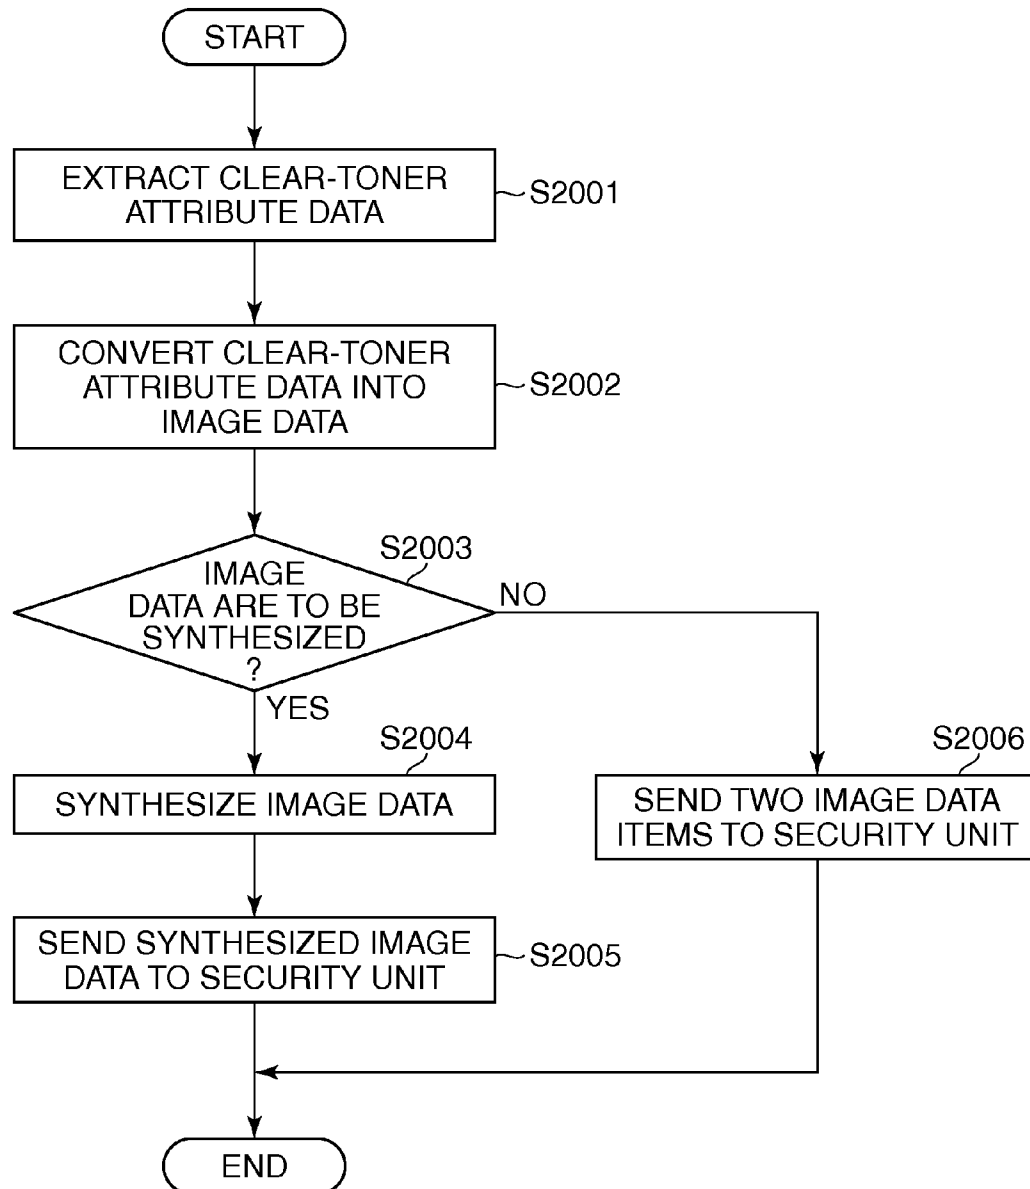 START
EXTRACT CLEAR-TONER
ATTRIBUTE DATA
S2001
CONVERT CLEAR-TONER
ATTRIBUTE DATA INTO
IMAGE DATA
S2002
S2003
IMAGE
DATA ARE TO BE
SYNTHESIZED
?
NO
YES
S2004
SYNTHESIZE IMAGE DATA
S2006
SEND TWO IMAGE DATA
ITEMS TO SECURITY UNIT
SEND SYNTHESIZED IMAGE
DATA TO SECURITY UNIT
S2005
END